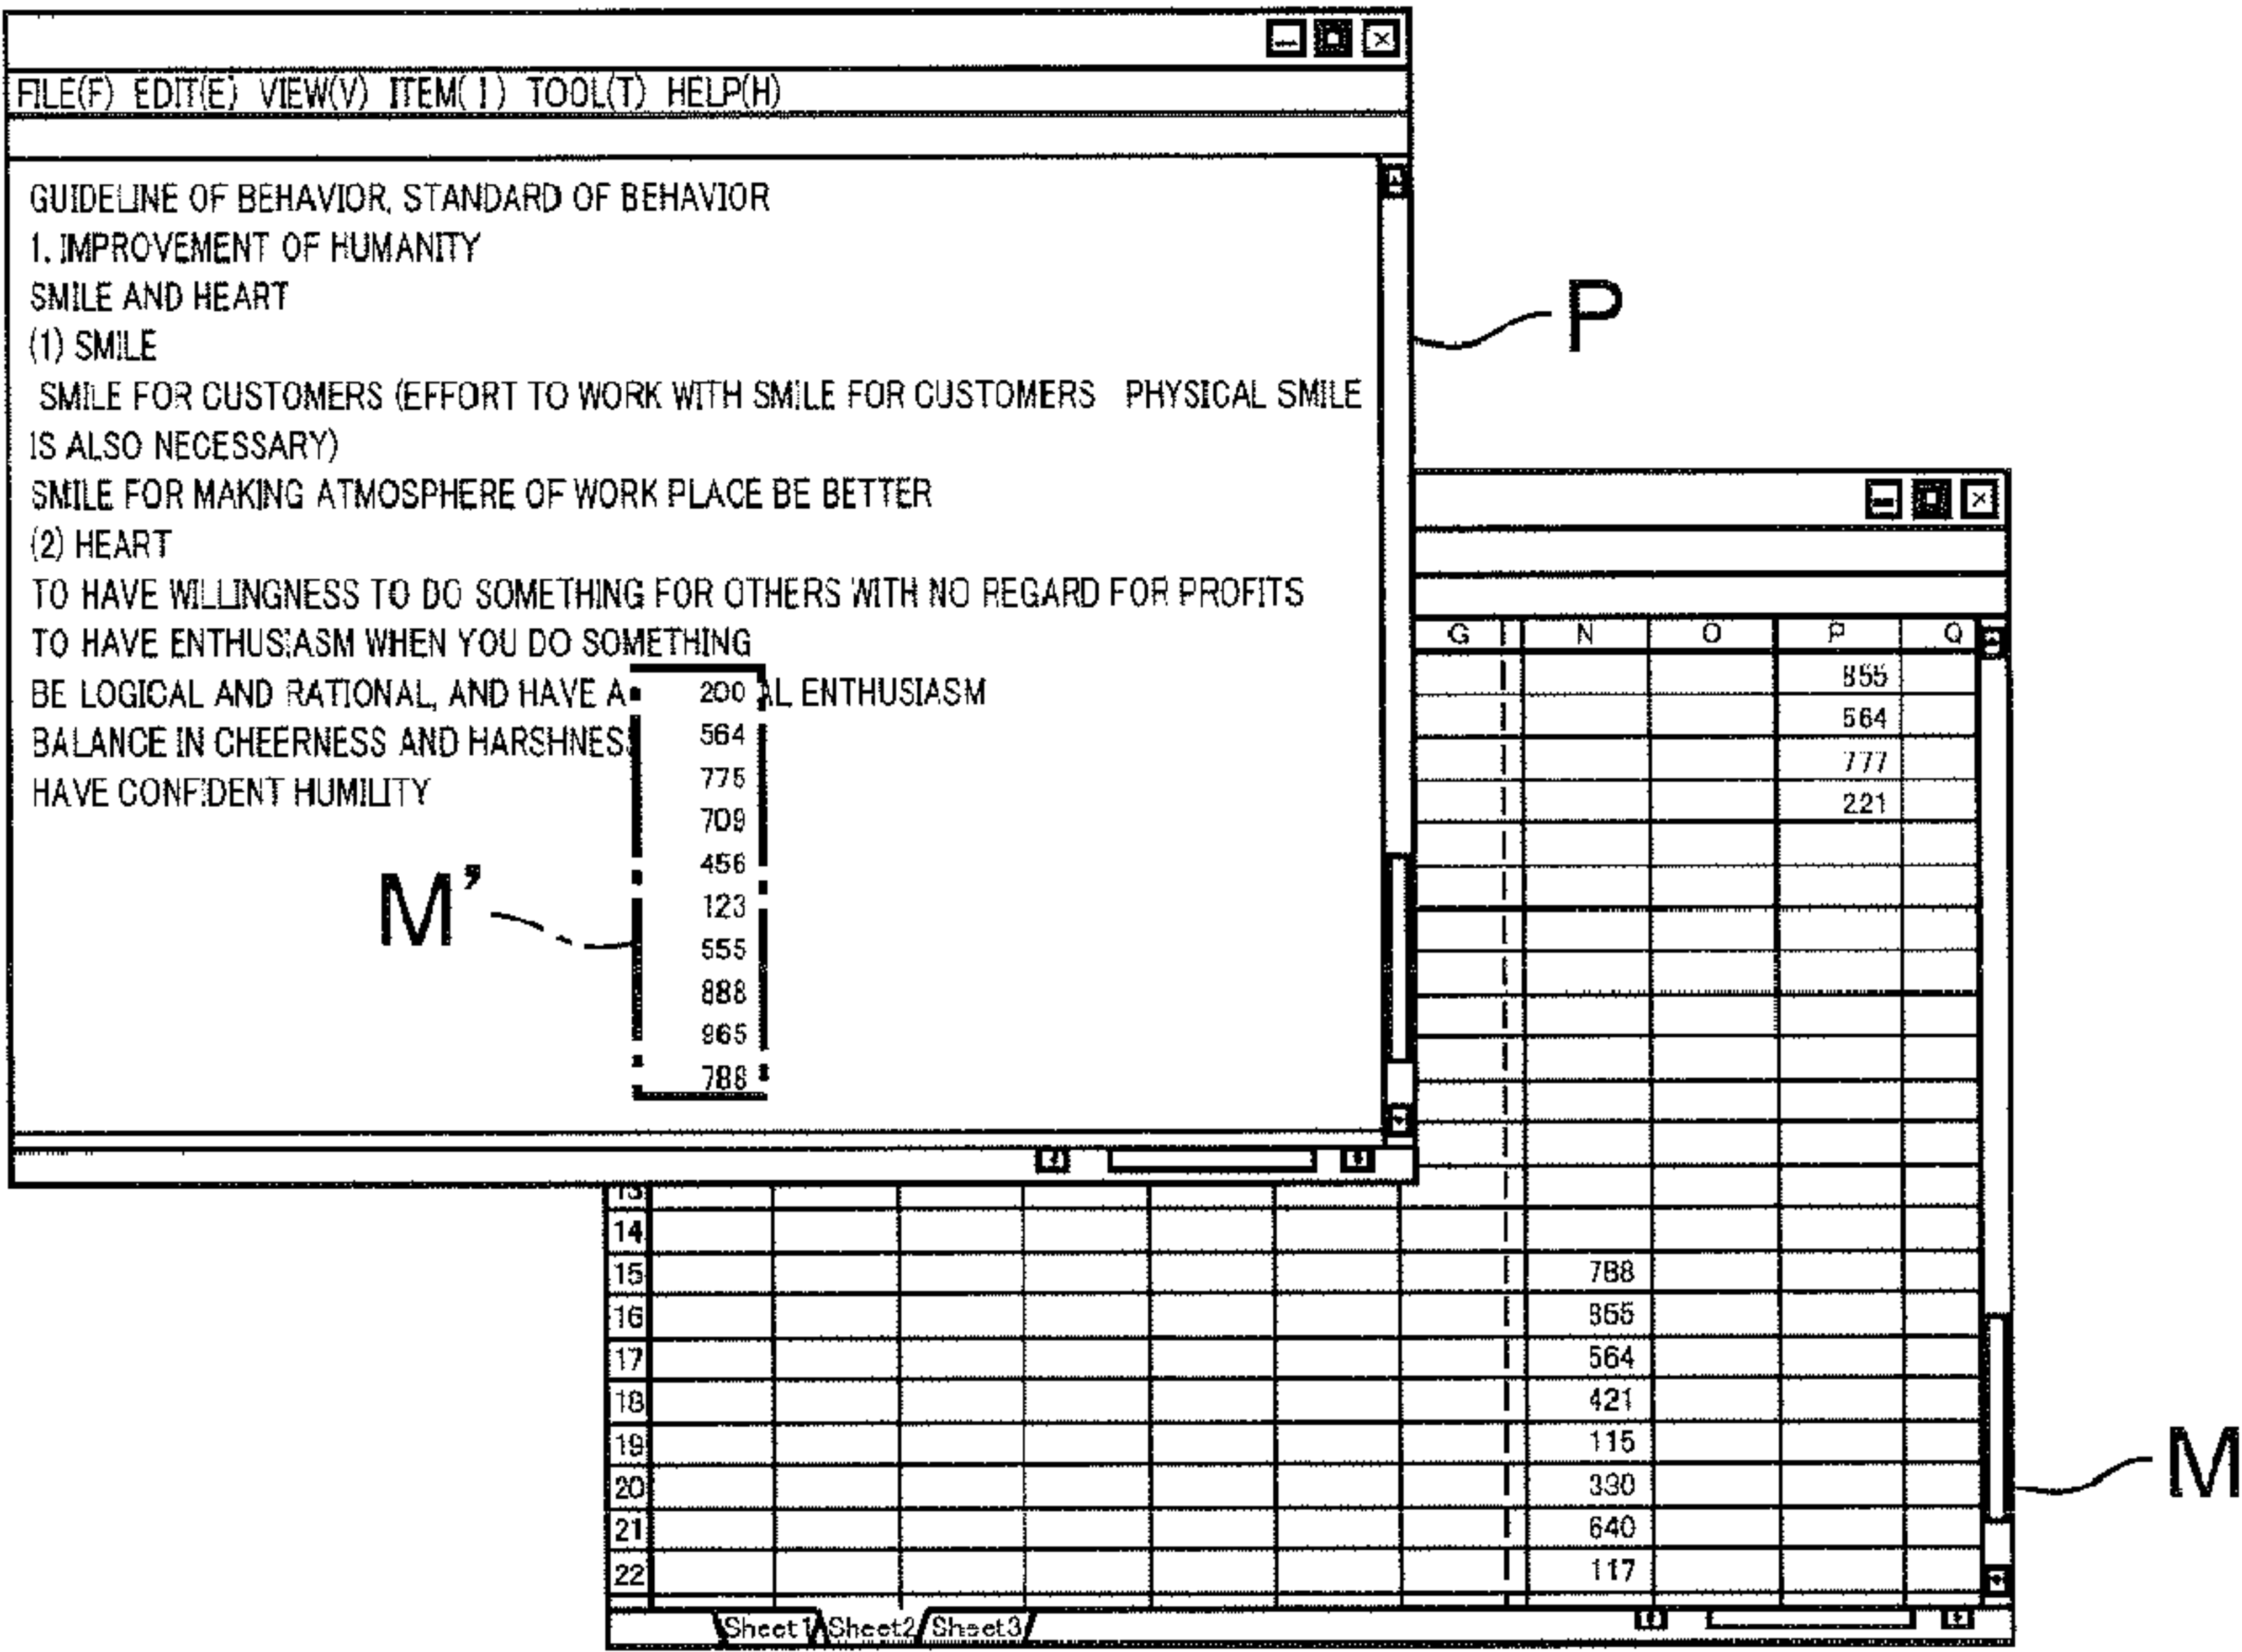 FILE(F) EDIT(E) VIEW(V) ITEM(I) TOOL(T) HELP(H)
GUIDELINE OF BEHAVIOR, STANDARD OF BEHAVIOR
1. IMPROVEMENT OF HUMANITY
SMILE AND HEART
(1) SMILE
SMILE FOR CUSTOMERS (EFFORT TO WORK WITH SMILE FOR CUSTOMERS PHYSICAL SMILE
IS ALSO NECESSARY)
SMILE FOR MAKING ATMOSPHERE OF WORK PLACE BE BETTER
(2) HEART
TO HAVE WILLINGNESS TO DO SOMETHING FOR OTHERS WITH NO REGARD FOR PROFITS
TO HAVE ENTHUSIASM WHEN YOU DO SOMETHING
BE LOGICAL AND RATIONAL, AND HAVE A AL ENTHUSIASM
BALANCE IN CHEERNESS AND HARSHNES
HAVE CONFIDENT HUMILITY
200
564
775
709
456
123
555
888
965
788
M'
P
G N O P Q
564
777
221
13
14
15 788
16
17 564
18 421
19 115
20
21 640
22 117
Sheet1 Sheet2 Sheet3
M